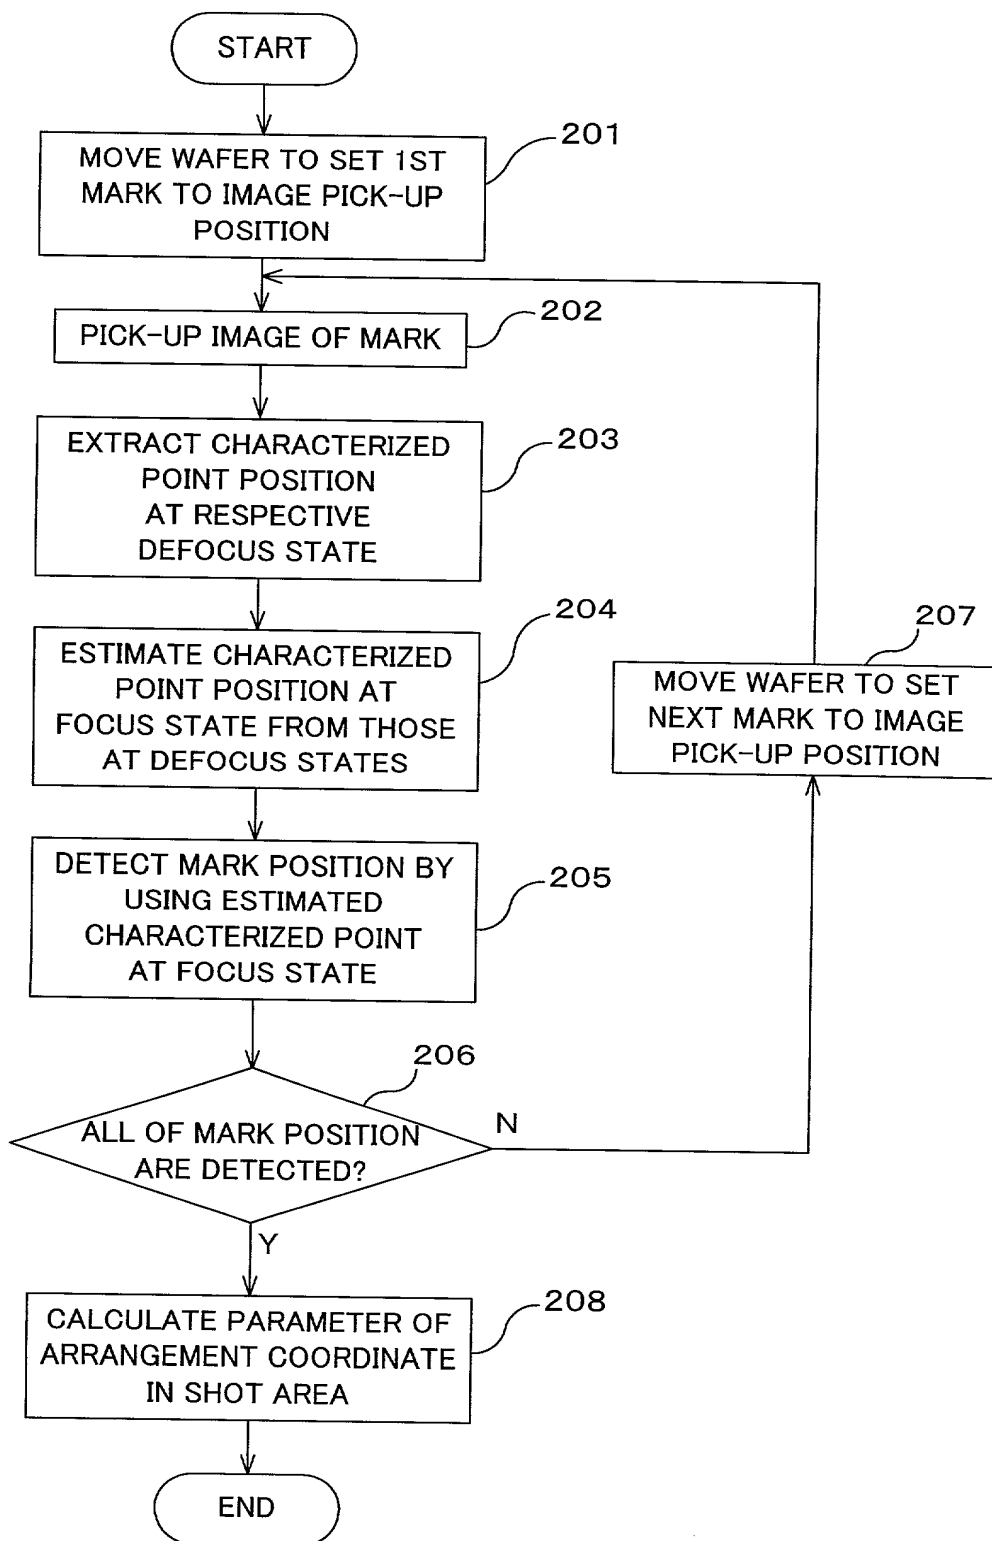 START
201
MOVE WAFER TO SET 1ST
MARK TO IMAGE PICK-UP
POSITION
202
PICK-UP IMAGE OF MARK
203
EXTRACT CHARACTERIZED
POINT POSITION
AT RESPECTIVE
DEFOCUS STATE
204
ESTIMATE CHARACTERIZED
POINT POSITION AT
FOCUS STATE FROM THOSE
AT DEFOCUS STATES
207
MOVE WAFER TO SET
NEXT MARK TO IMAGE
PICK-UP POSITION
205
DETECT MARK POSITION BY
USING ESTIMATED
CHARACTERIZED POINT
AT FOCUS STATE
206
ALL OF MARK POSITION
ARE DETECTED?
N
Y
208
CALCULATE PARAMETER OF
ARRANGEMENT COORDINATE
IN SHOT AREA
END